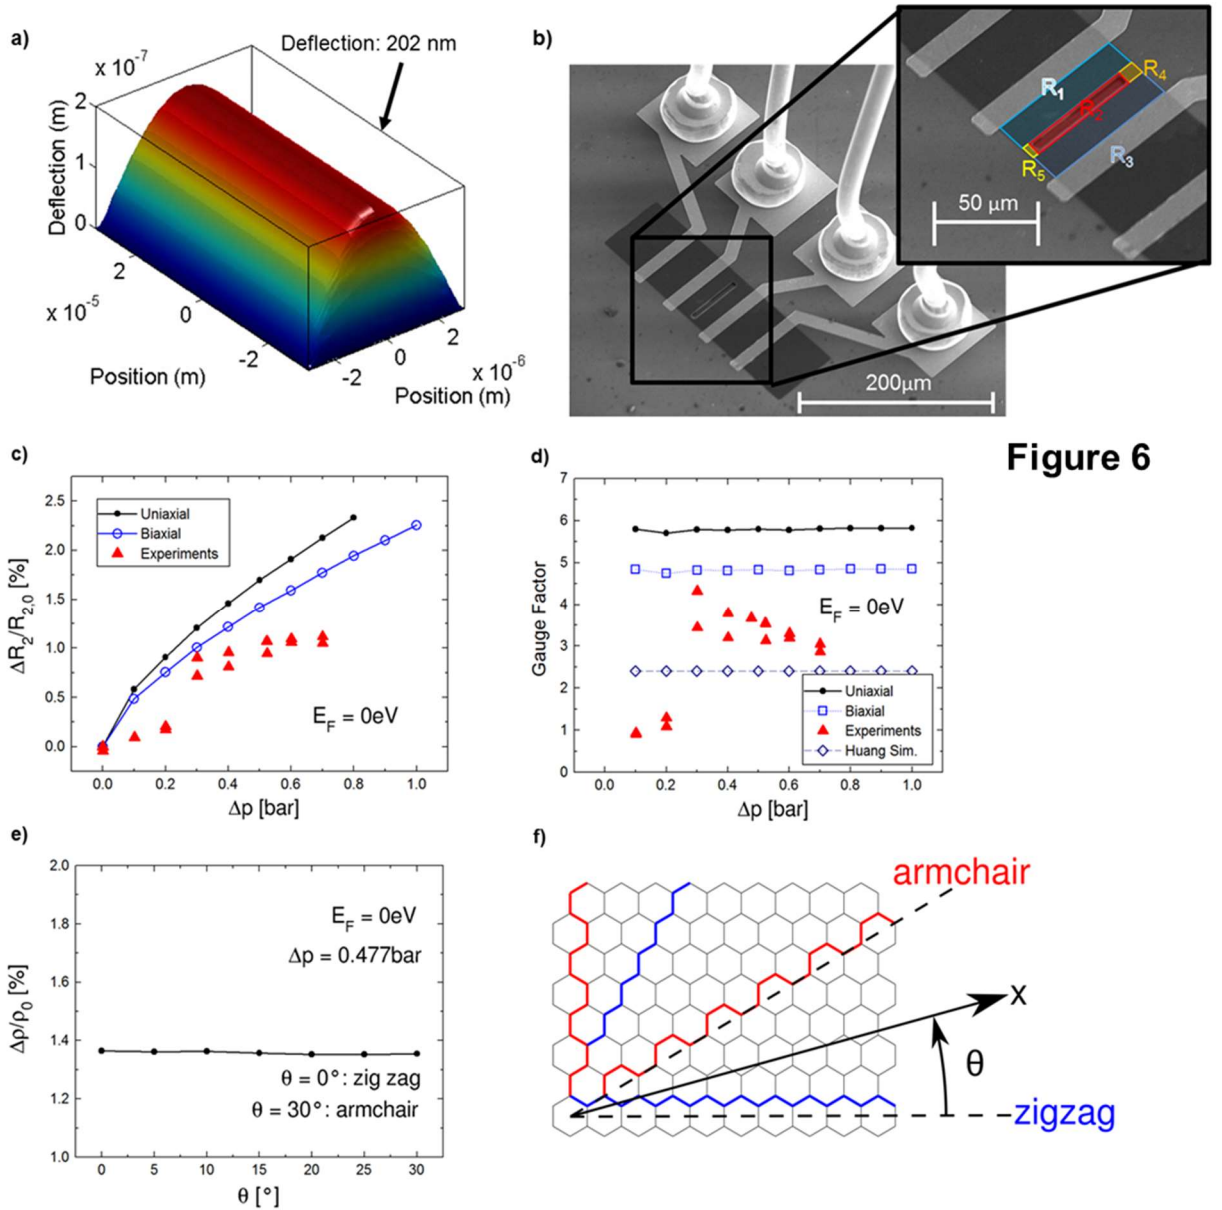 a)
Deflection: 202 nm
x 10⁻⁷
Deflection (m)
2
1
0
2
0
-2
x 10⁻⁵
Position (m)
-2
0
2
x 10⁻⁶
Position (m)
b)
R₁
R₂
R₃
R₄
R₅
50 μm
200μm
Figure 6
c)
ΔR₂/R₂,₀ [%]
2.5
2.0
1.5
1.0
0.5
0.0
Uniaxial
Biaxial
Experiments
E_F = 0eV
0.0 0.2 0.4 0.6 0.8 1.0
Δp [bar]
d)
Gauge Factor
7
6
5
4
3
2
1
0
E_F = 0eV
Uniaxial
Biaxial
Experiments
Huang Sim.
0.0 0.2 0.4 0.6 0.8 1.0
Δp [bar]
e)
Δρ/ρ₀ [%]
2.0
1.8
1.6
1.4
1.2
1.0
E_F = 0eV
Δp = 0.477bar
θ = 0°: zig zag
θ = 30°: armchair
0 5 10 15 20 25 30
θ [°]
f)
armchair
x
θ
zigzag